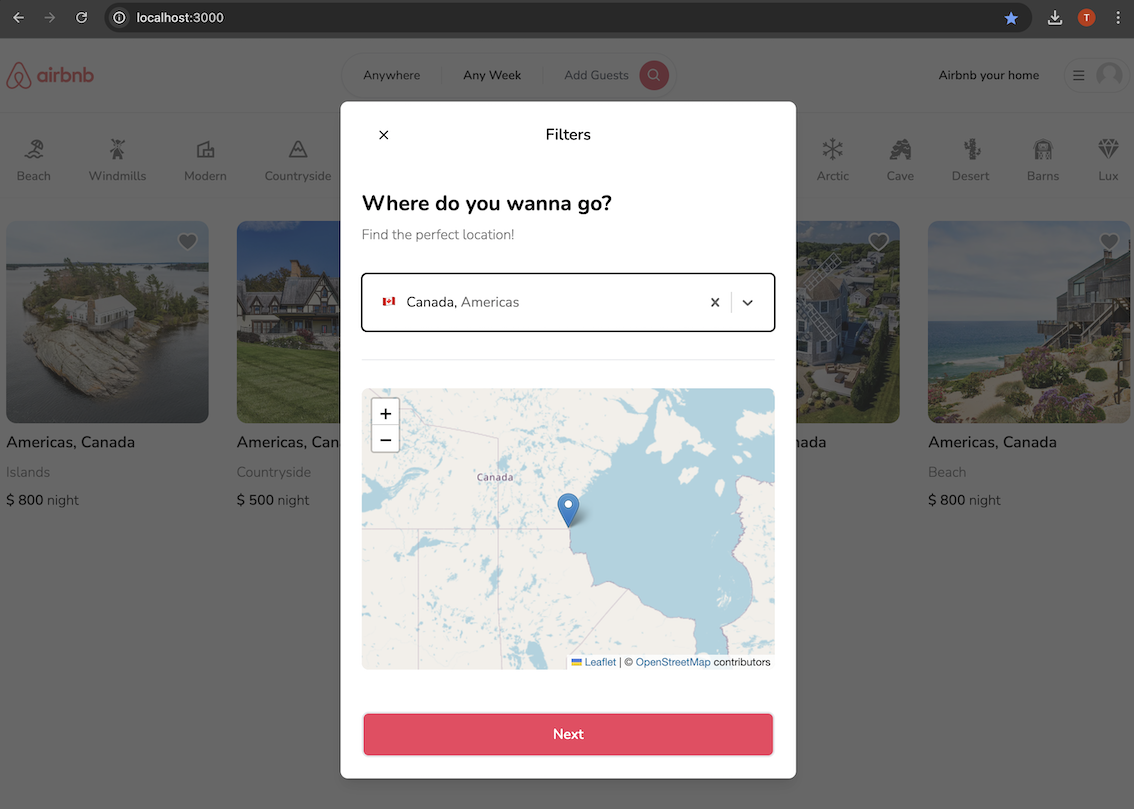 localhost:3000
T
airbnb
Anywhere
Any Week
Add Guests
Airbnb your home
Beach
Windmills
Modern
Countryside
Arctic
Cave
Desert
Barns
Lux
Filters
Where do you wanna go?
Find the perfect location!
Canada, Americas
+
−
Canada
Leaflet | © OpenStreetMap contributors
Next
Americas, Canada
Islands
$ 800 night
Americas, Can
Countryside
$ 500 night
nada
Americas, Canada
Beach
$ 800 night